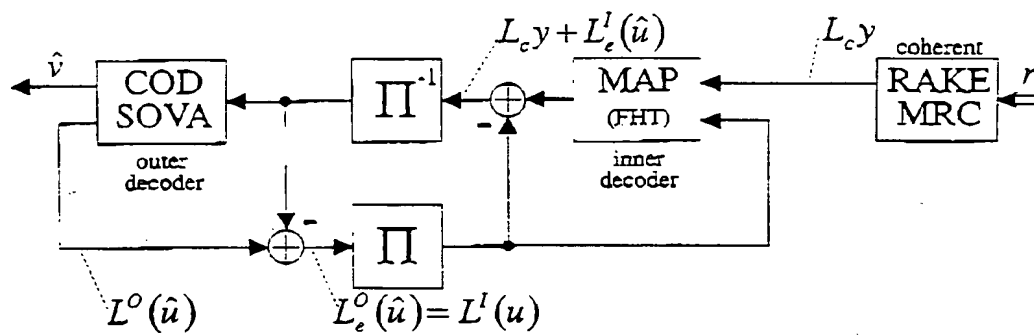 L_c y + L_e^I(û)
L_c y
v̂
COD
SOVA
outer
decoder
Π⁻¹
-
MAP
(FHT)
inner
decoder
coherent
RAKE
MRC
r
-
Π
L^O(û)
L_e^O(û) = L^I(u)